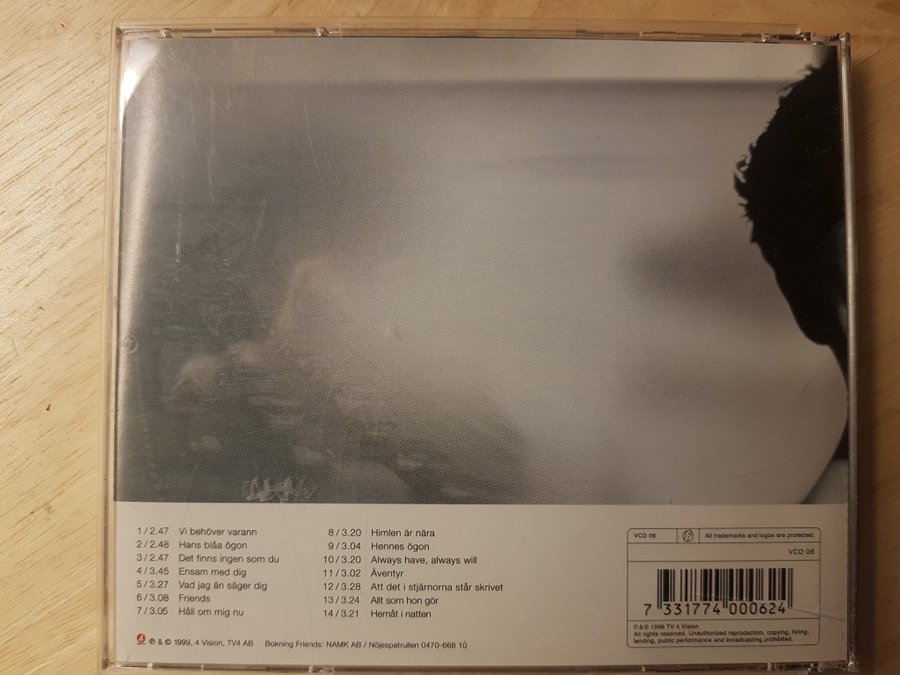 1 / 2.47 Vi behöver varann
2 / 2.48 Hans blåa ögon
3 / 2.47 Det finns ingen som du
4 / 3.45 Ensam med dig
5 / 3.27 Vad jag än säger dig
6 / 3.08 Friends
7 / 3.05 Håll om mig nu
8 / 3.20 Himlen är nära
9 / 3.04 Hennes ögon
10 / 3.20 Always have, always will
11 / 3.02 Äventyr
12 / 3.28 Att det i stjärnorna står skrivet
13 / 3.24 Allt som hon gör
14 / 3.21 Hemåt i natten
℗ & © 1999, 4 Vision, TV4 AB Bokning Friends: NAMK AB / Nöjespatrullen 0470-668 10
VCD 06 All trademarks and logos are protected.
VCD 06
7 331774 000624
℗ & © 1999 TV 4 Vision
All rights reserved. Unauthorized reproduction, copying, hiring,
lending, public performance and broadcasting prohibited.